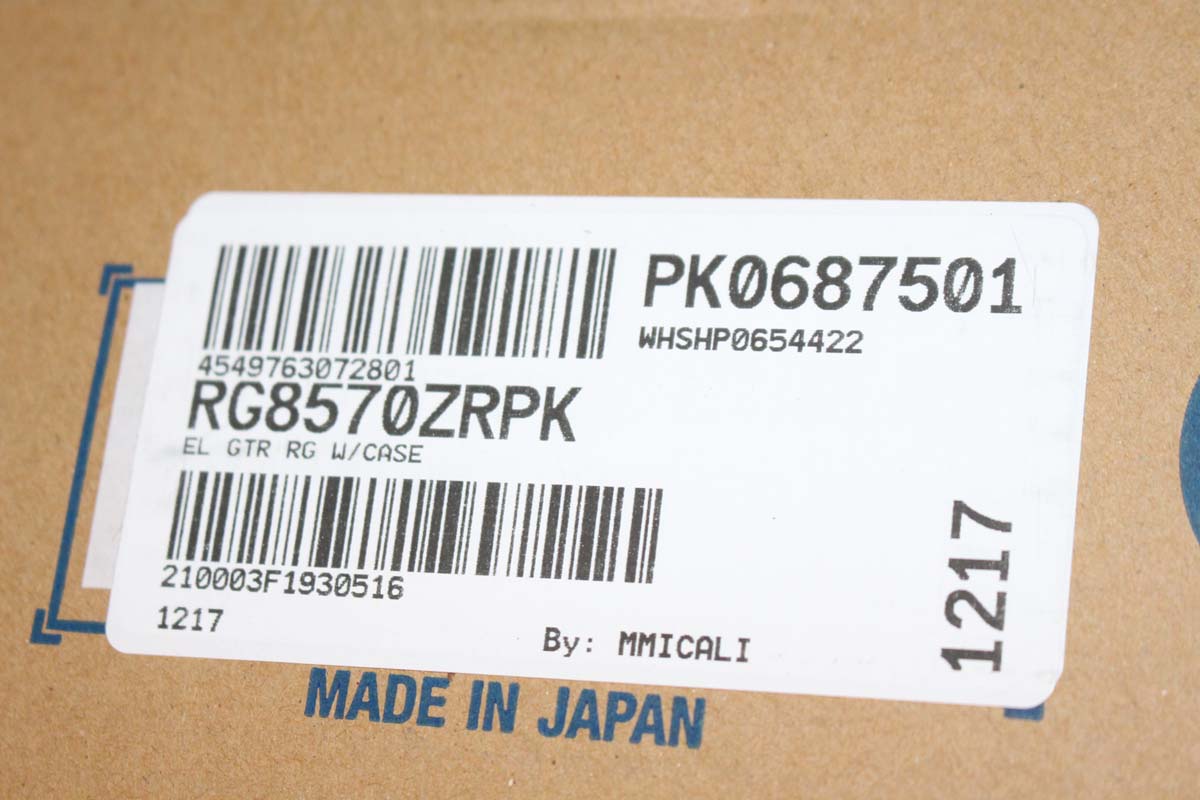 PK0687501
WHSHP0654422
4549763072801
RG8570ZRPK
EL GTR RG W/CASE
210003F1930516
1217
By: MMICALI
1217
MADE IN JAPAN